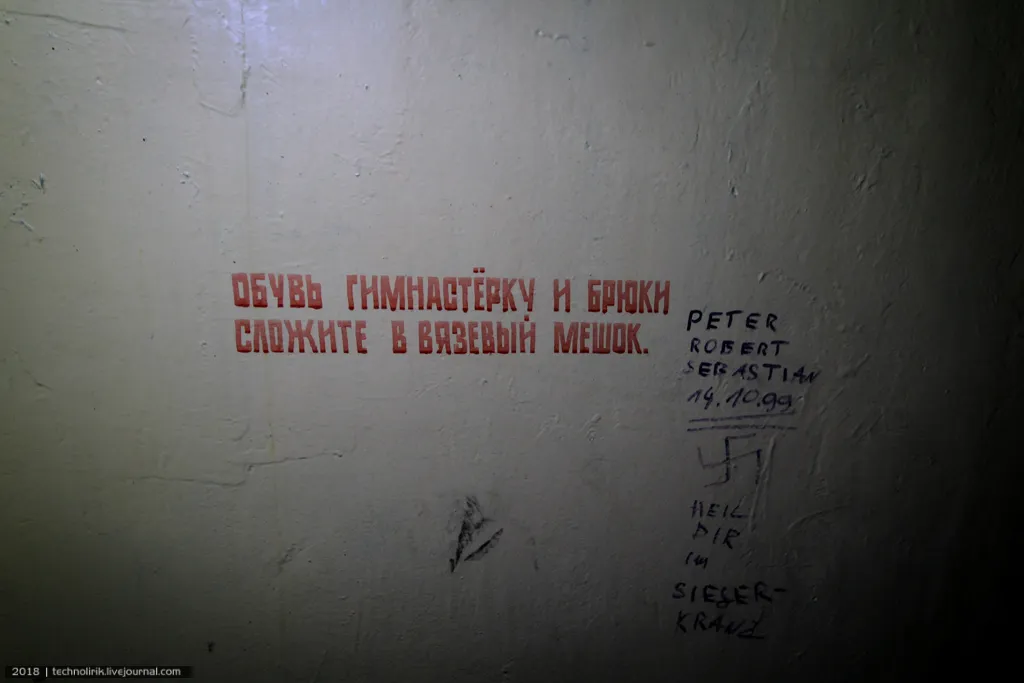 ОБУВЬ ГИМНАСТЁРКУ И БРЮКИ
СЛОЖИТЕ В ВЯЗЕВЫЙ МЕШОК.
PETER
ROBERT
SEBASTIAN
14.10.99
HEIL
DIR
IM
SIEGER-
KRANZ
2018 | technolirik.livejournal.com